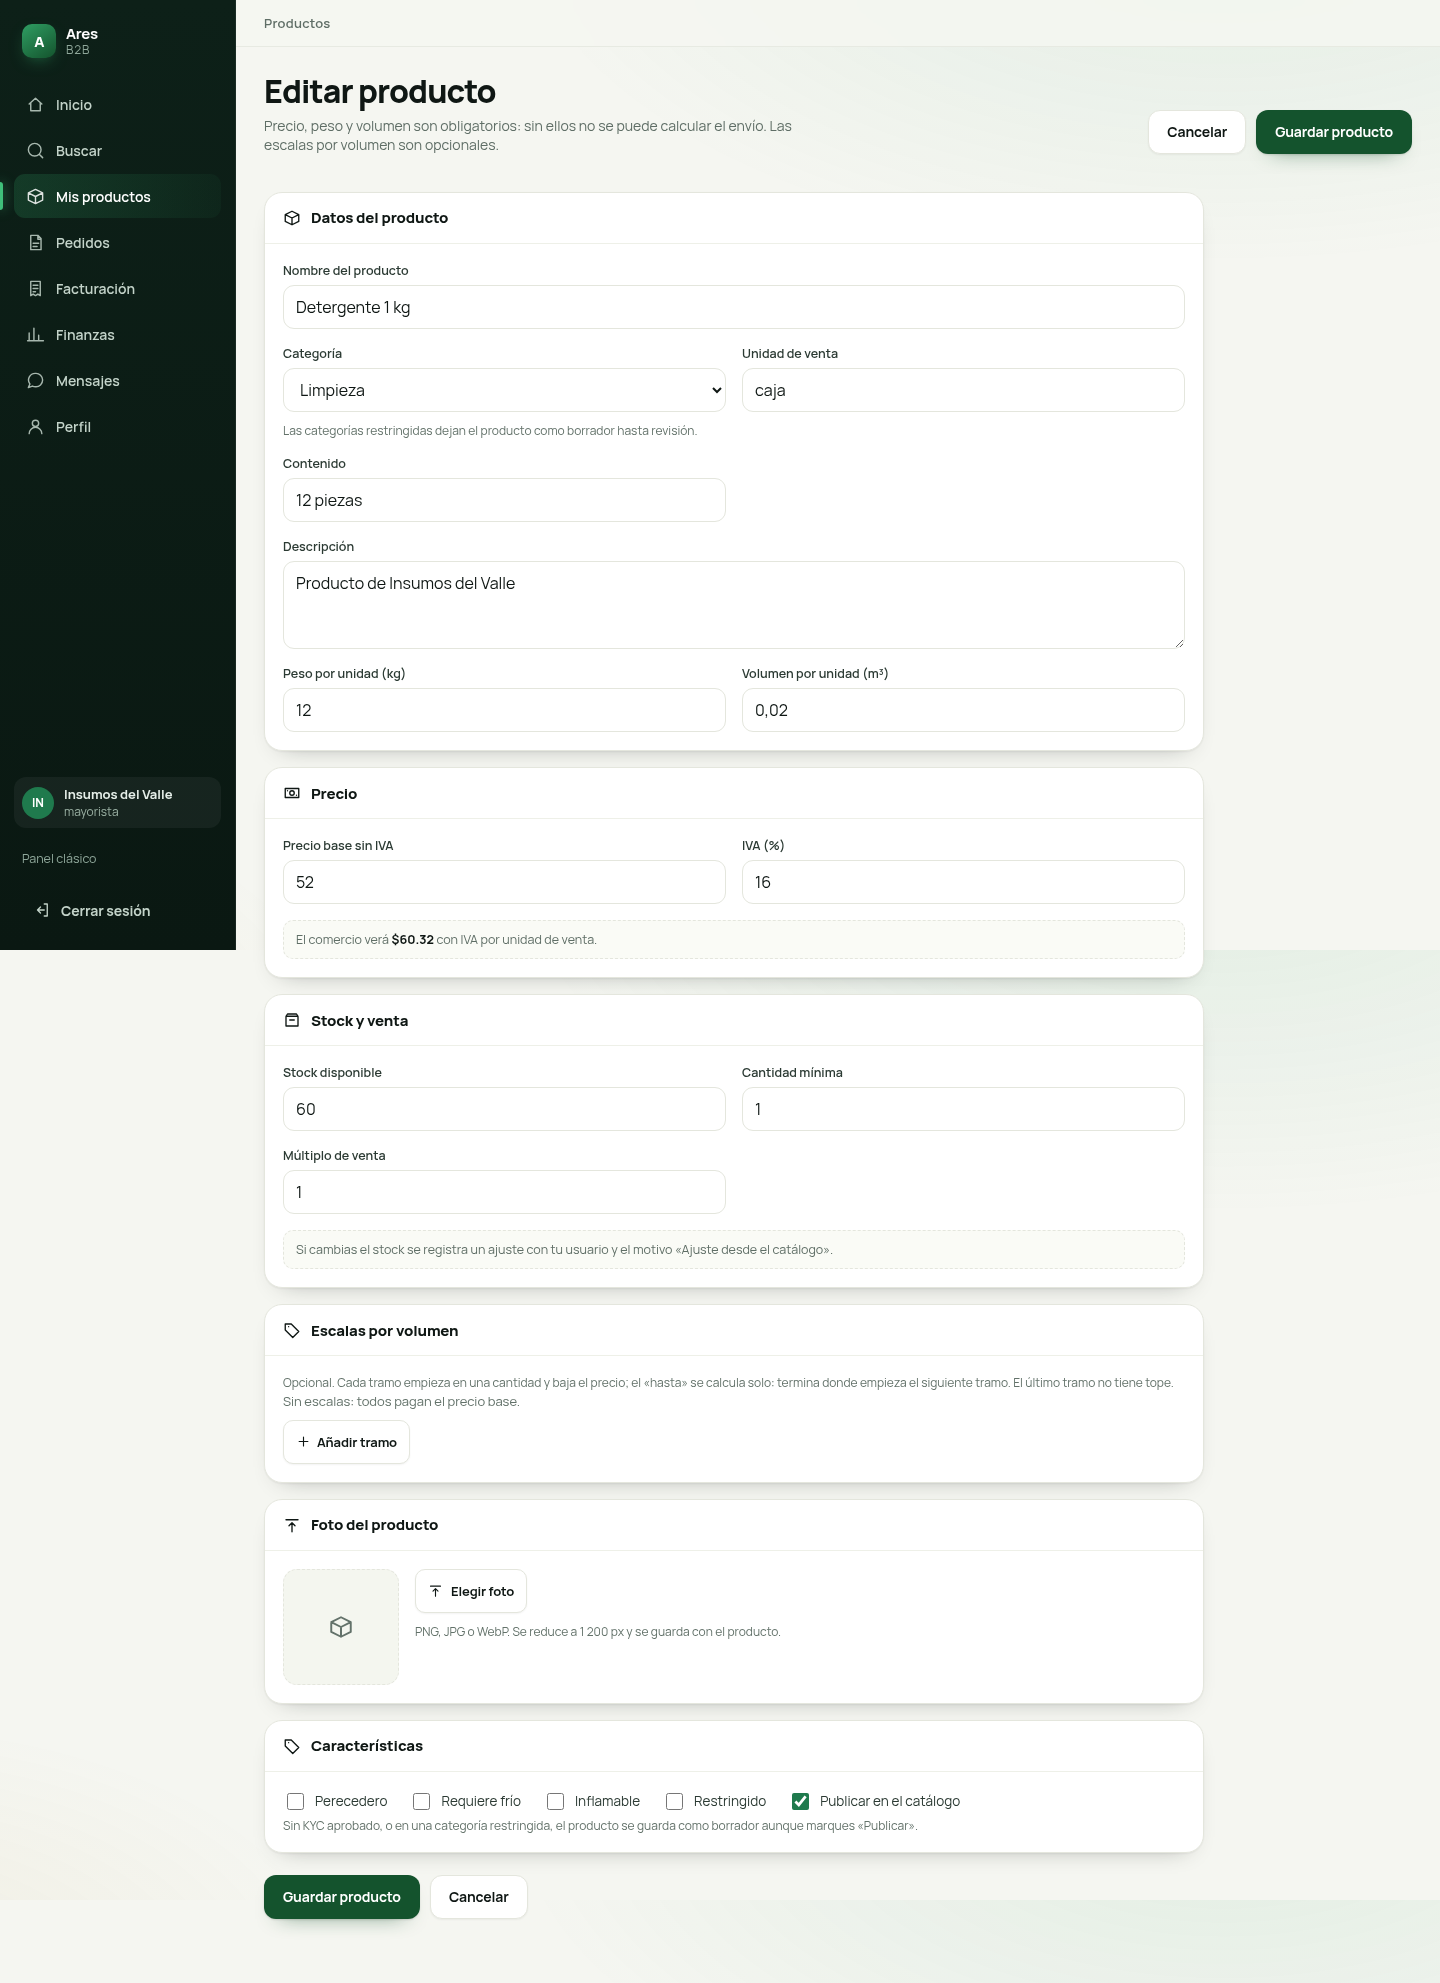 A
Ares
B2B
Inicio
Buscar
Mis productos
Pedidos
Facturación
Finanzas
Mensajes
Perfil
IN
Insumos del Valle
mayorista
Panel clásico
Cerrar sesión
Productos
Editar producto
Precio, peso y volumen son obligatorios: sin ellos no se puede calcular el envío. Las
escalas por volumen son opcionales.
Cancelar
Guardar producto
Datos del producto
Nombre del producto
Detergente 1 kg
Categoría
Unidad de venta
Limpieza
caja
Las categorías restringidas dejan el producto como borrador hasta revisión.
Contenido
12 piezas
Descripción
Producto de Insumos del Valle
Peso por unidad (kg)
Volumen por unidad (m³)
12
0,02
Precio
Precio base sin IVA
IVA (%)
52
16
El comercio verá $60.32 con IVA por unidad de venta.
Stock y venta
Stock disponible
Cantidad mínima
60
1
Múltiplo de venta
1
Si cambias el stock se registra un ajuste con tu usuario y el motivo «Ajuste desde el catálogo».
Escalas por volumen
Opcional. Cada tramo empieza en una cantidad y baja el precio; el «hasta» se calcula solo: termina donde empieza el siguiente tramo. El último tramo no tiene tope.
Sin escalas: todos pagan el precio base.
Añadir tramo
Foto del producto
Elegir foto
PNG, JPG o WebP. Se reduce a 1 200 px y se guarda con el producto.
Características
Perecedero
Requiere frío
Inflamable
Restringido
Publicar en el catálogo
Sin KYC aprobado, o en una categoría restringida, el producto se guarda como borrador aunque marques «Publicar».
Guardar producto
Cancelar